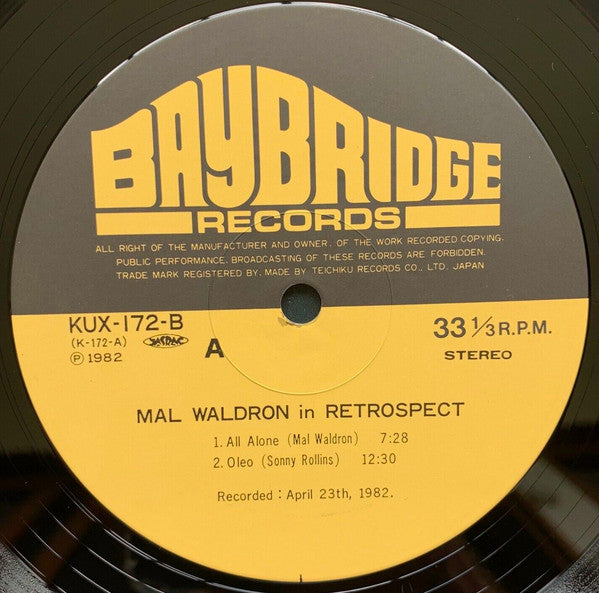 BAYBRIDGE
RECORDS
ALL RIGHT OF THE MANUFACTURER AND OWNER. OF THE WORK RECORDED COPYING.
PUBLIC PERFORMANCE. BROADCASTING OF THESE RECORDS ARE FORBIDDEN.
TRADE MARK REGISTERED BY. MADE BY TEICHIKU RECORDS CO., LTD. JAPAN
KUX-172-B
(K-172-A) JASRAC
Ⓟ 1982
A
33 1/3 R.P.M.
STEREO
MAL WALDRON in RETROSPECT
1. All Alone (Mal Waldron) 7:28
2. Oleo (Sonny Rollins) 12:30
Recorded : April 23th, 1982.